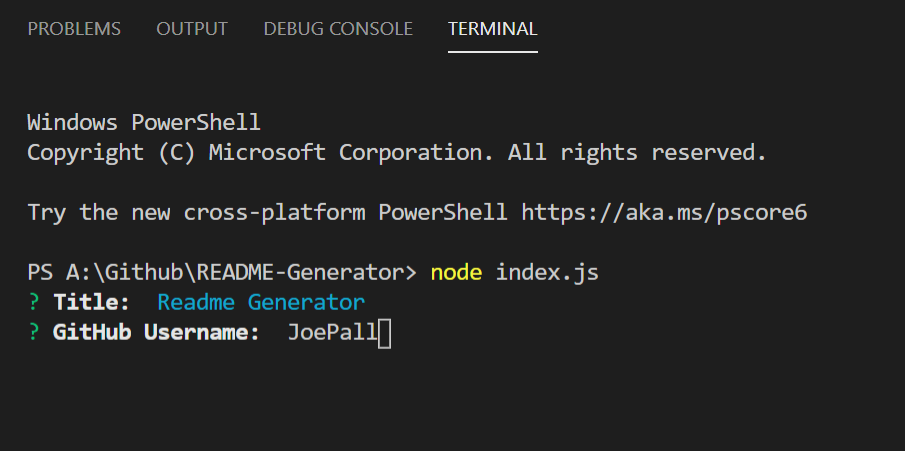 PROBLEMS OUTPUT DEBUG CONSOLE TERMINAL
Windows PowerShell
Copyright (C) Microsoft Corporation. All rights reserved.
Try the new cross-platform PowerShell https://aka.ms/pscore6
PS A:\Github\README-Generator> node index.js
? Title: Readme Generator
? GitHub Username: JoePall